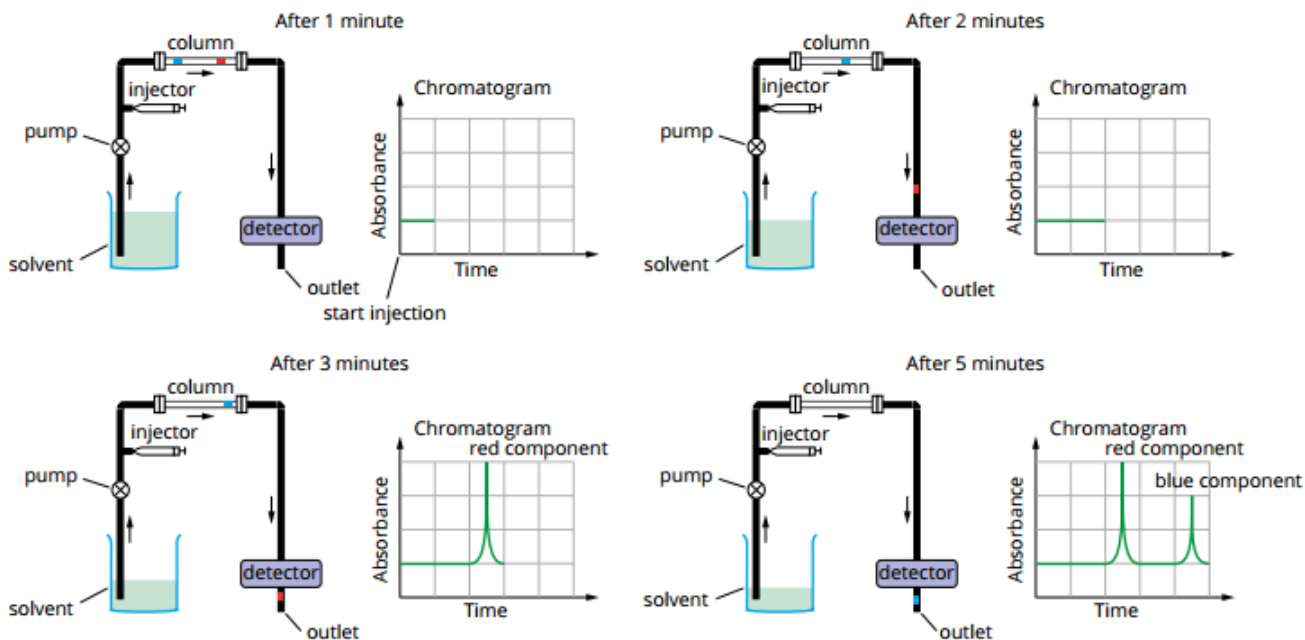 After 1 minute
column
injector
pump
Chromatogram
Absorbance
detector
solvent
Time
outlet
start injection
After 2 minutes
column
injector
pump
Chromatogram
Absorbance
detector
solvent
Time
outlet
After 3 minutes
column
injector
pump
Chromatogram
red component
Absorbance
detector
solvent
Time
outlet
After 5 minutes
column
injector
pump
Chromatogram
red component
blue component
Absorbance
detector
solvent
Time
outlet